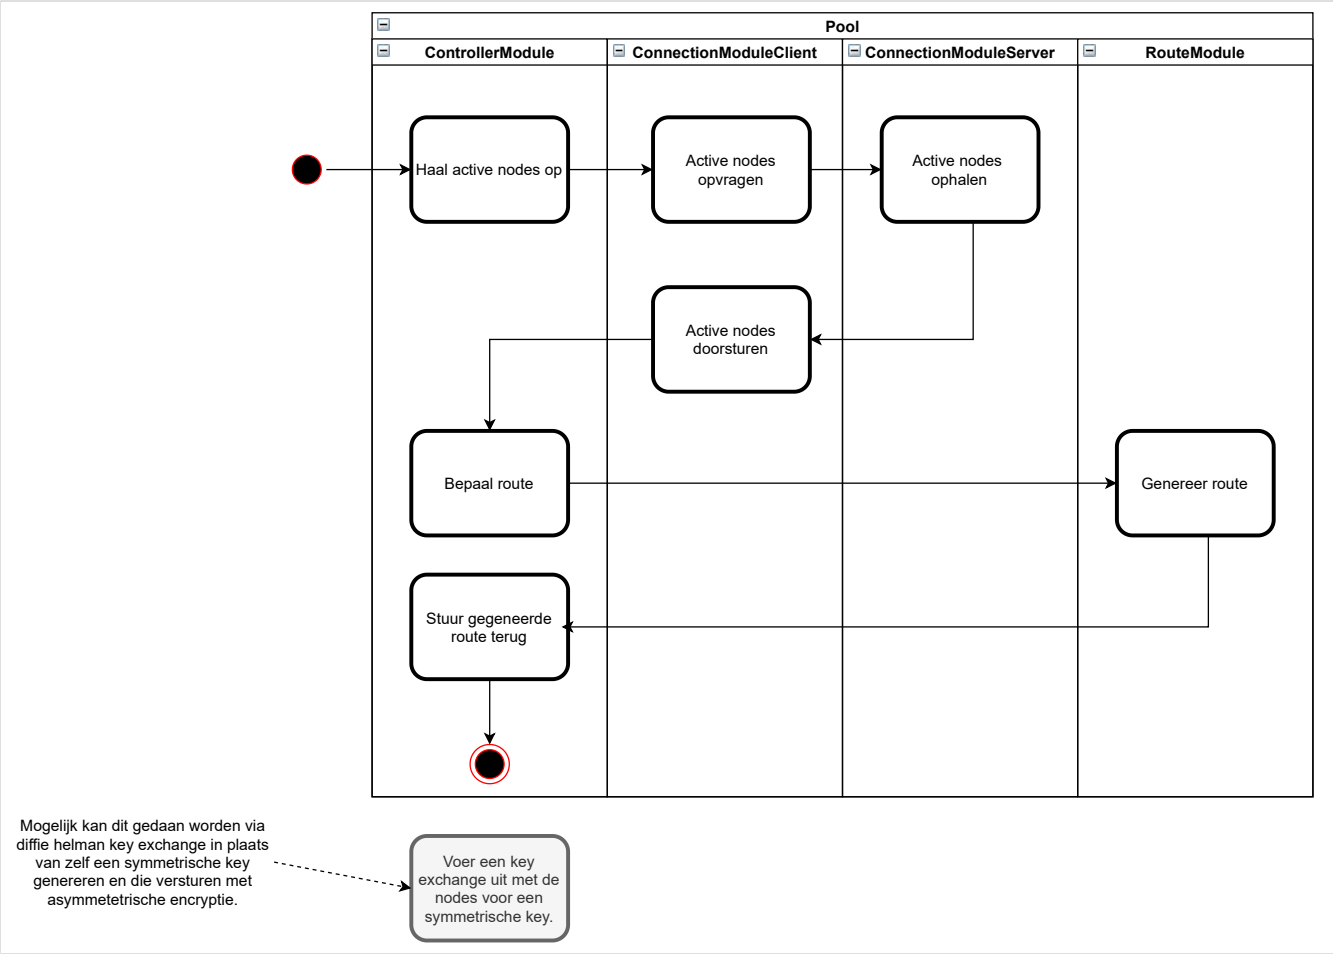 Pool
ControllerModule
ConnectionModuleClient
ConnectionModuleServer
RouteModule
Haal active nodes op
Active nodes
opvragen
Active nodes
ophalen
Active nodes
doorsturen
Bepaal route
Genereer route
Stuur gegeneerde
route terug
Mogelijk kan dit gedaan worden via
diffie helman key exchange in plaats
van zelf een symmetrische key
genereren en die versturen met
asymmetetrische encryptie.
Voer een key
exchange uit met de
nodes voor een
symmetrische key.